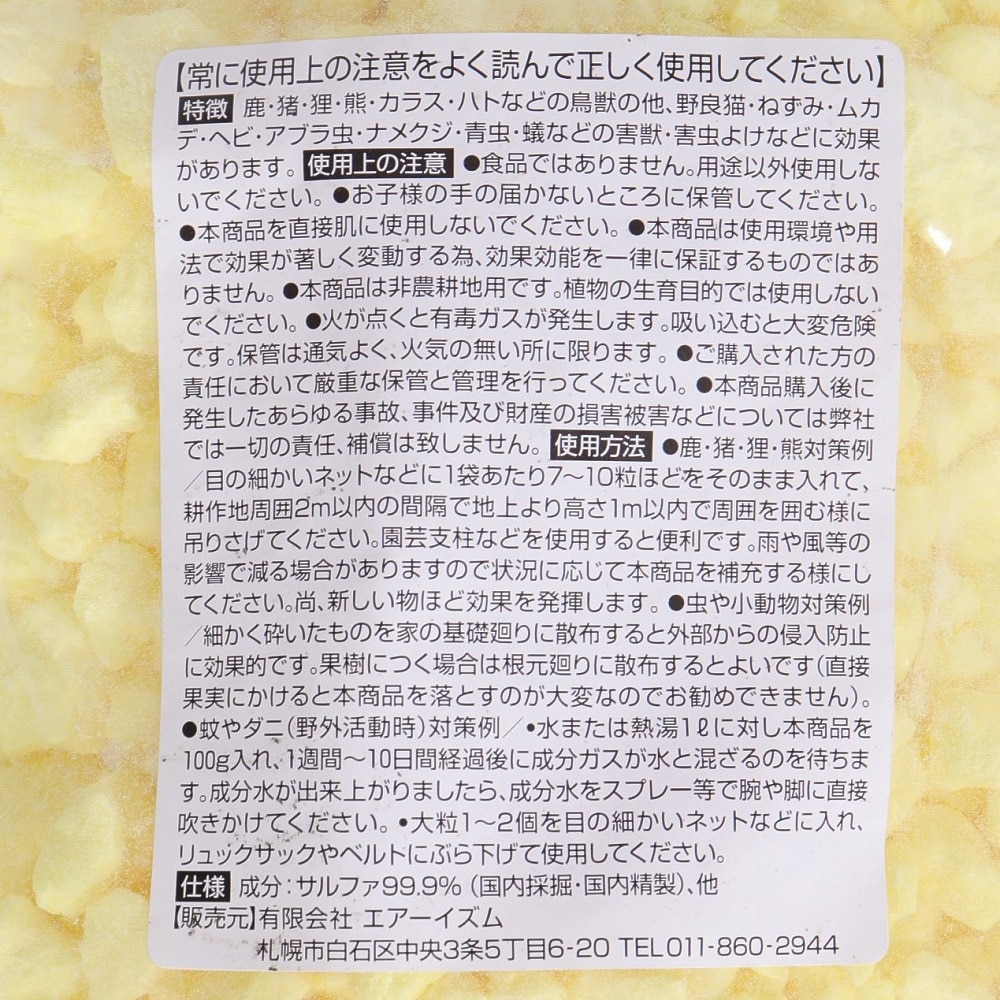 【常に使用上の注意をよく読んで正しく使用してください】
特徴 鹿・猪・狸・熊・カラス・ハトなどの鳥獣の他、野良猫・ねずみ・ムカ
デ・ヘビ・アブラ虫・ナメクジ・青虫・蟻などの害獣・害虫よけなどに効果
があります。 使用上の注意 ●食品ではありません。用途以外使用しな
いでください。●お子様の手の届かないところに保管してください。
●本商品を直接肌に使用しないでください。●本商品は使用環境や用
法で効果が著しく変動する為、効果効能を一律に保証するものではあ
りません。●本商品は非農耕地用です。植物の生育目的では使用しない
でください。●火が点くと有毒ガスが発生します。吸い込むと大変危険
です。保管は通気よく、火気の無い所に限ります。●ご購入された方の
責任において厳重な保管と管理を行ってください。●本商品購入後に
発生したあらゆる事故、事件及び財産の損害被害などについては弊社
では一切の責任、補償は致しません。 使用方法 ●鹿・猪・狸・熊対策例
／目の細かいネットなどに1袋あたり7～10粒ほどをそのまま入れて、
耕作地周囲2m以内の間隔で地上より高さ1m以内で周囲を囲む様に
吊りさげてください。園芸支柱などを使用すると便利です。雨や風等の
影響で減る場合がありますので状況に応じて本商品を補充する様にし
てください。尚、新しい物ほど効果を発揮します。●虫や小動物対策例
／細かく砕いたものを家の基礎廻りに散布すると外部からの侵入防止
に効果的です。果樹につく場合は根元廻りに散布するとよいです（直接
果実にかけると本商品を落とすのが大変なのでお勧めできません）。
●蚊やダニ（野外活動時）対策例／・水または熱湯1ℓに対し本商品を
100g入れ、1週間～10日間経過後に成分ガスが水と混ざるのを待ちま
す。成分水が出来上がりましたら、成分水をスプレー等で腕や脚に直接
吹きかけてください。・大粒1～2個を目の細かいネットなどに入れ、
リュックサックやベルトにぶら下げて使用してください。
仕様 成分：サルファ99.9%（国内採掘・国内精製）、他
【販売元】有限会社 エアーイズム
札幌市白石区中央3条5丁目6-20 TEL011-860-2944